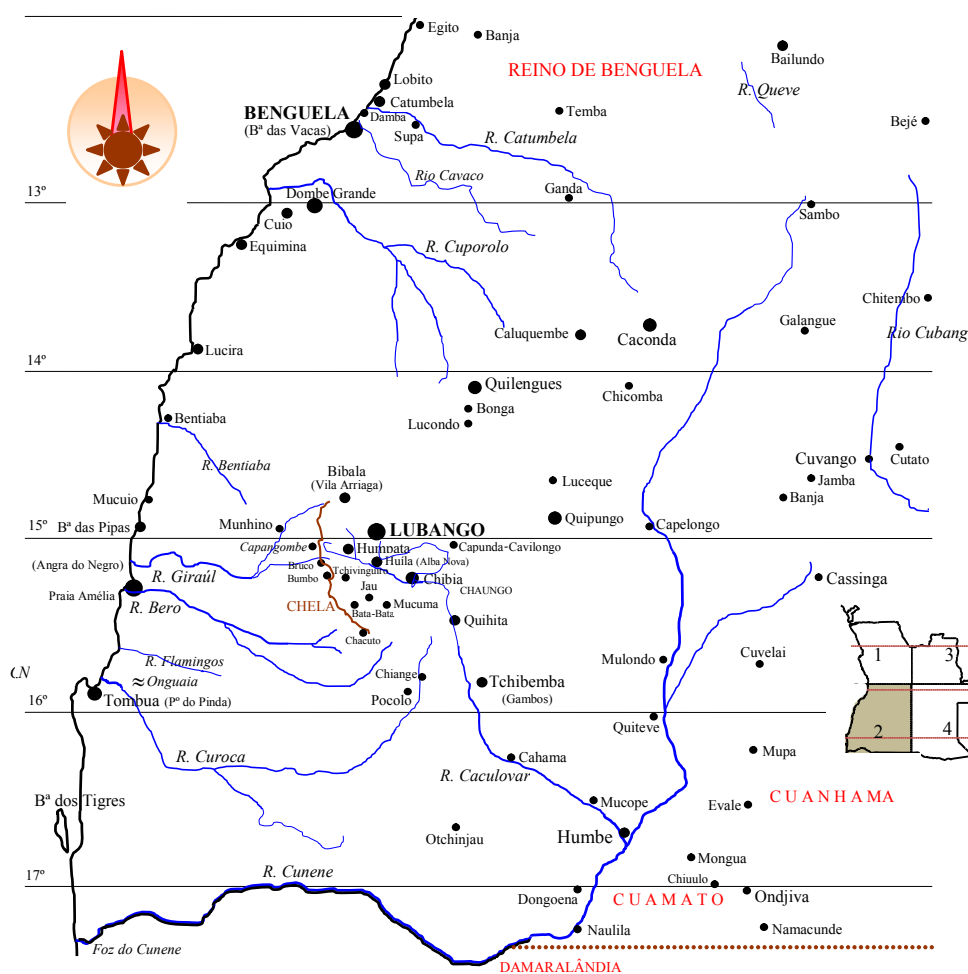 Egito
Banja
REINO DE BENGUELA
Bailundo
R. Queve
Lobito
Catumbela
Damba
BENGUELA
(Bª das Vacas)
Supa
Temba
R. Catumbela
Bejé
Rio Cavaco
Ganda
13º
Dombe Grande
Cuio
Sambo
Equimina
R. Cuporolo
Chitembo
Galangue
Rio Cubang
Caluquembe
Caconda
Lucira
14º
Quilengues
Chicomba
Bonga
Lucondo
Bentiaba
R. Bentiaba
Cuvango
Cutato
Bibala
(Vila Arriaga)
Luceque
Jamba
Banja
Mucuio
Bª das Pipas
Munhino
LUBANGO
Quipungo
Capelongo
15º
Capangombe
Humpata
Capunda-Cavilongo
(Angra do Negro)
R. Giraúl
Bruco
Huíla (Alba Nova)
Bumbo
Tchivinguiro
Chibia
CHAUNGO
Cassinga
Jau
Praia Amélia
R. Bero
CHELA
Bata-Bata
Mucuma
Quihita
Chacuto
R. Flamingos
≈
Onguaia
Chiange
Mulondo
Cuvelai
1
3
CN
Tchibemba
(Gambos)
Pocolo
Tombua (Pº do Pinda)
16º
Quiteve
2
4
R. Curoca
Cahama
Mupa
R. Caculovar
Bª dos Tigres
Mucope
CUANHAMA
Evale
Otchinjau
Humbe
Mongua
R. Cunene
17º
Chiuulo
Dongoena
CUAMATO
Ondjiva
Naulila
Namacunde
Foz do Cunene
DAMARALÂNDIA